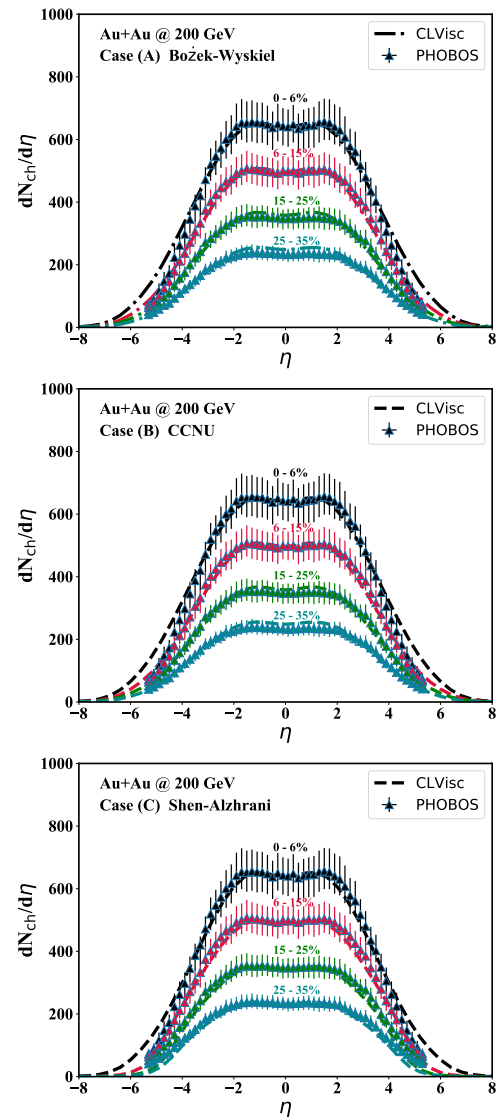 1000
Au+Au @ 200 GeV
Case (A) Bożek-Wyskiel
CLVisc
PHOBOS
800
600
400
200
0
dN_ch/dη
0 - 6%
6 - 15%
15 - 25%
25 - 35%
−8 −6 −4 −2 0 2 4 6 8
η
1000
Au+Au @ 200 GeV
Case (B) CCNU
CLVisc
PHOBOS
800
600
400
200
0
dN_ch/dη
0 - 6%
6 - 15%
15 - 25%
25 - 35%
−8 −6 −4 −2 0 2 4 6 8
η
1000
Au+Au @ 200 GeV
Case (C) Shen-Alzhrani
CLVisc
PHOBOS
800
600
400
200
0
dN_ch/dη
0 - 6%
6 - 15%
15 - 25%
25 - 35%
−8 −6 −4 −2 0 2 4 6 8
η